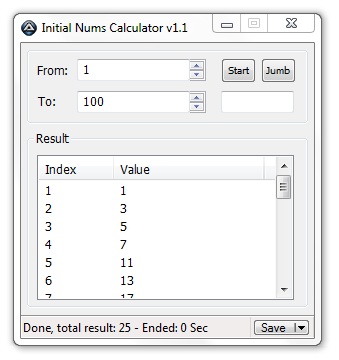 Initial Nums Calculator v1.1
From: 1 Start Jumb
To: 100
Result
Index Value
1 1
2 3
3 5
4 7
5 11
6 13
7 17
Done, total result: 25 - Ended: 0 Sec Save